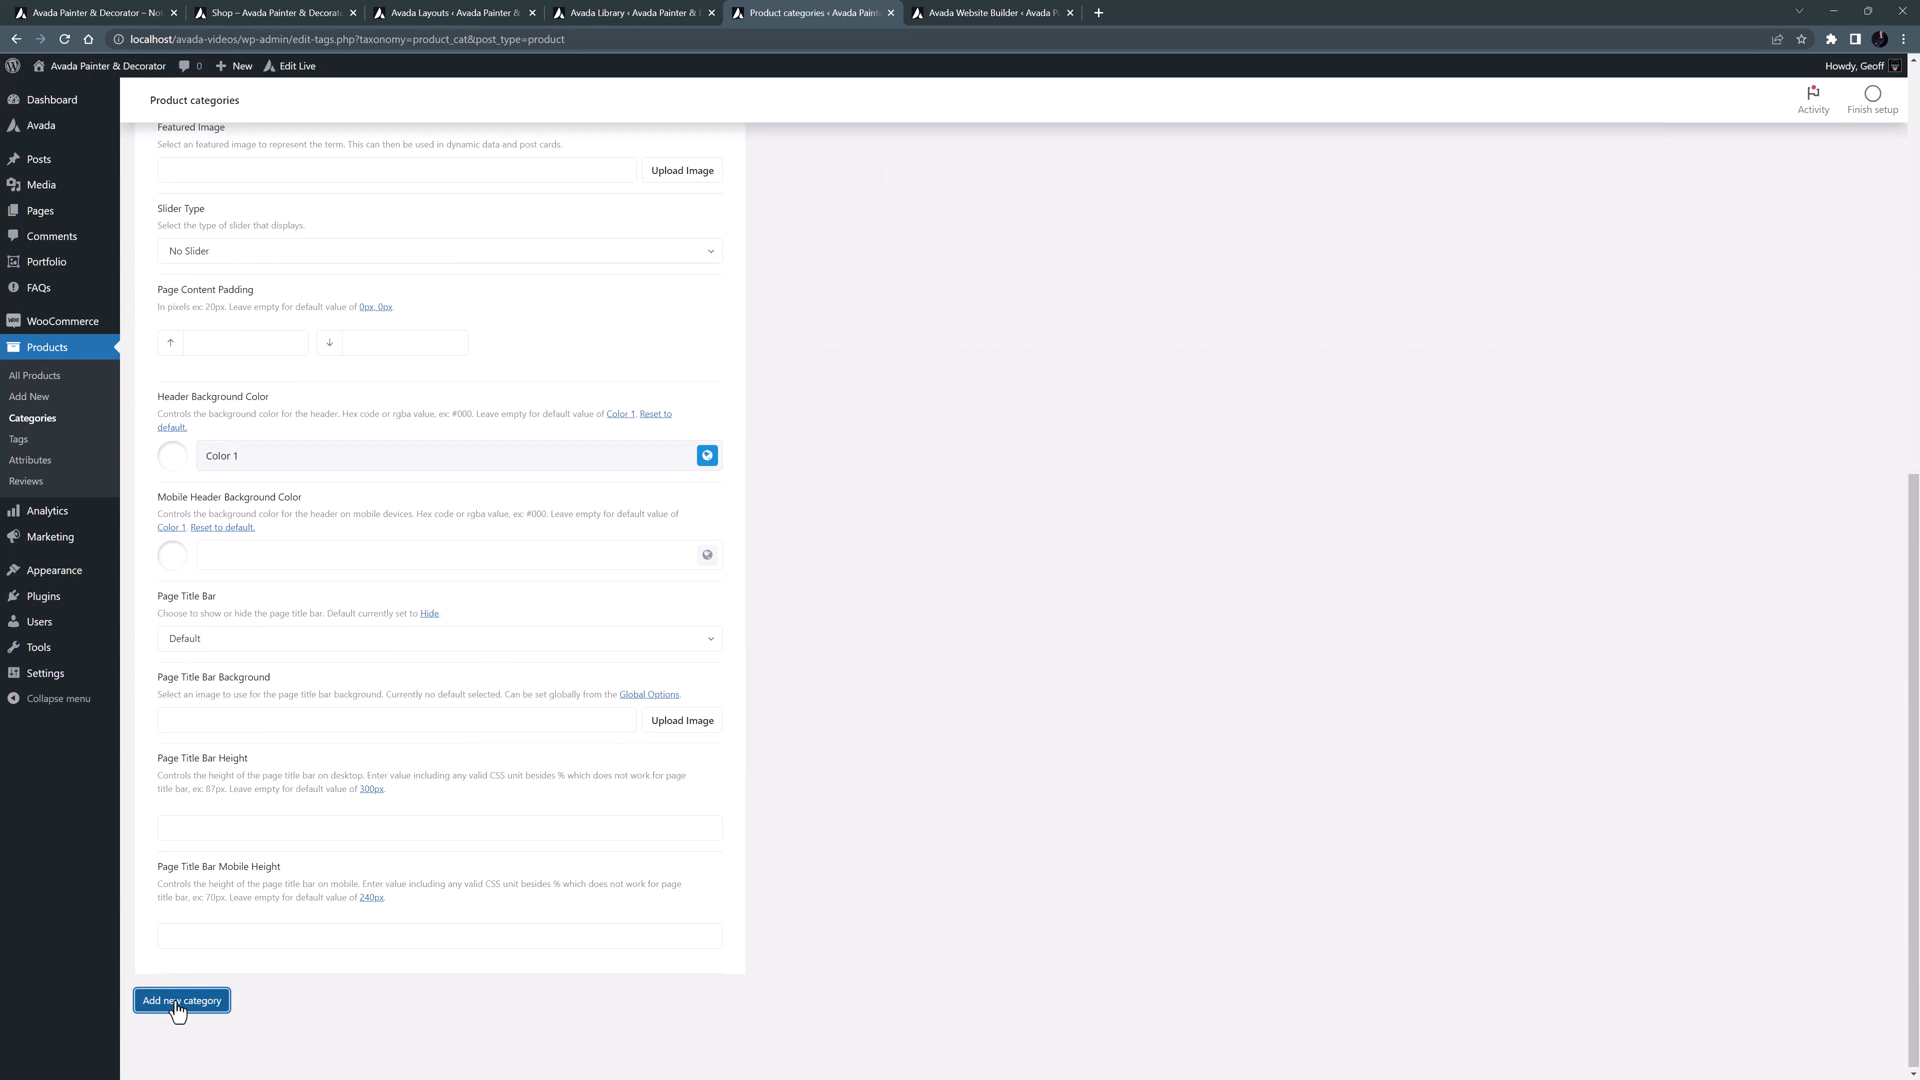 Avada Painter & Decorator – No
Shop – Avada Painter & Decorato
Avada Layouts ‹ Avada Painter &
Avada Library ‹ Avada Painter &
Product categories ‹ Avada Paint
Avada Website Builder ‹ Avada P
localhost/avada-videos/wp-admin/edit-tags.php?taxonomy=product_cat&post_type=product
Avada Painter & Decorator
0
New
Edit Live
Howdy, Geoff
Product categories
Activity
Finish setup
Dashboard
Avada
Posts
Media
Pages
Comments
Portfolio
FAQs
WooCommerce
Products
All Products
Add New
Categories
Tags
Attributes
Reviews
Analytics
Marketing
Appearance
Plugins
Users
Tools
Settings
Collapse menu
Featured Image
Select an featured image to represent the term. This can then be used in dynamic data and post cards.
Upload Image
Slider Type
Select the type of slider that displays.
No Slider
Page Content Padding
In pixels ex: 20px. Leave empty for default value of 0px, 0px.
Header Background Color
Controls the background color for the header. Hex code or rgba value, ex: #000. Leave empty for default value of Color 1. Reset to
default.
Color 1
Mobile Header Background Color
Controls the background color for the header on mobile devices. Hex code or rgba value, ex: #000. Leave empty for default value of
Color 1. Reset to default.
Page Title Bar
Choose to show or hide the page title bar. Default currently set to Hide.
Default
Page Title Bar Background
Select an image to use for the page title bar background. Currently no default selected. Can be set globally from the Global Options.
Upload Image
Page Title Bar Height
Controls the height of the page title bar on desktop. Enter value including any valid CSS unit besides % which does not work for page
title bar, ex: 87px. Leave empty for default value of 300px.
Page Title Bar Mobile Height
Controls the height of the page title bar on mobile. Enter value including any valid CSS unit besides % which does not work for page
title bar, ex: 70px. Leave empty for default value of 240px.
Add new category